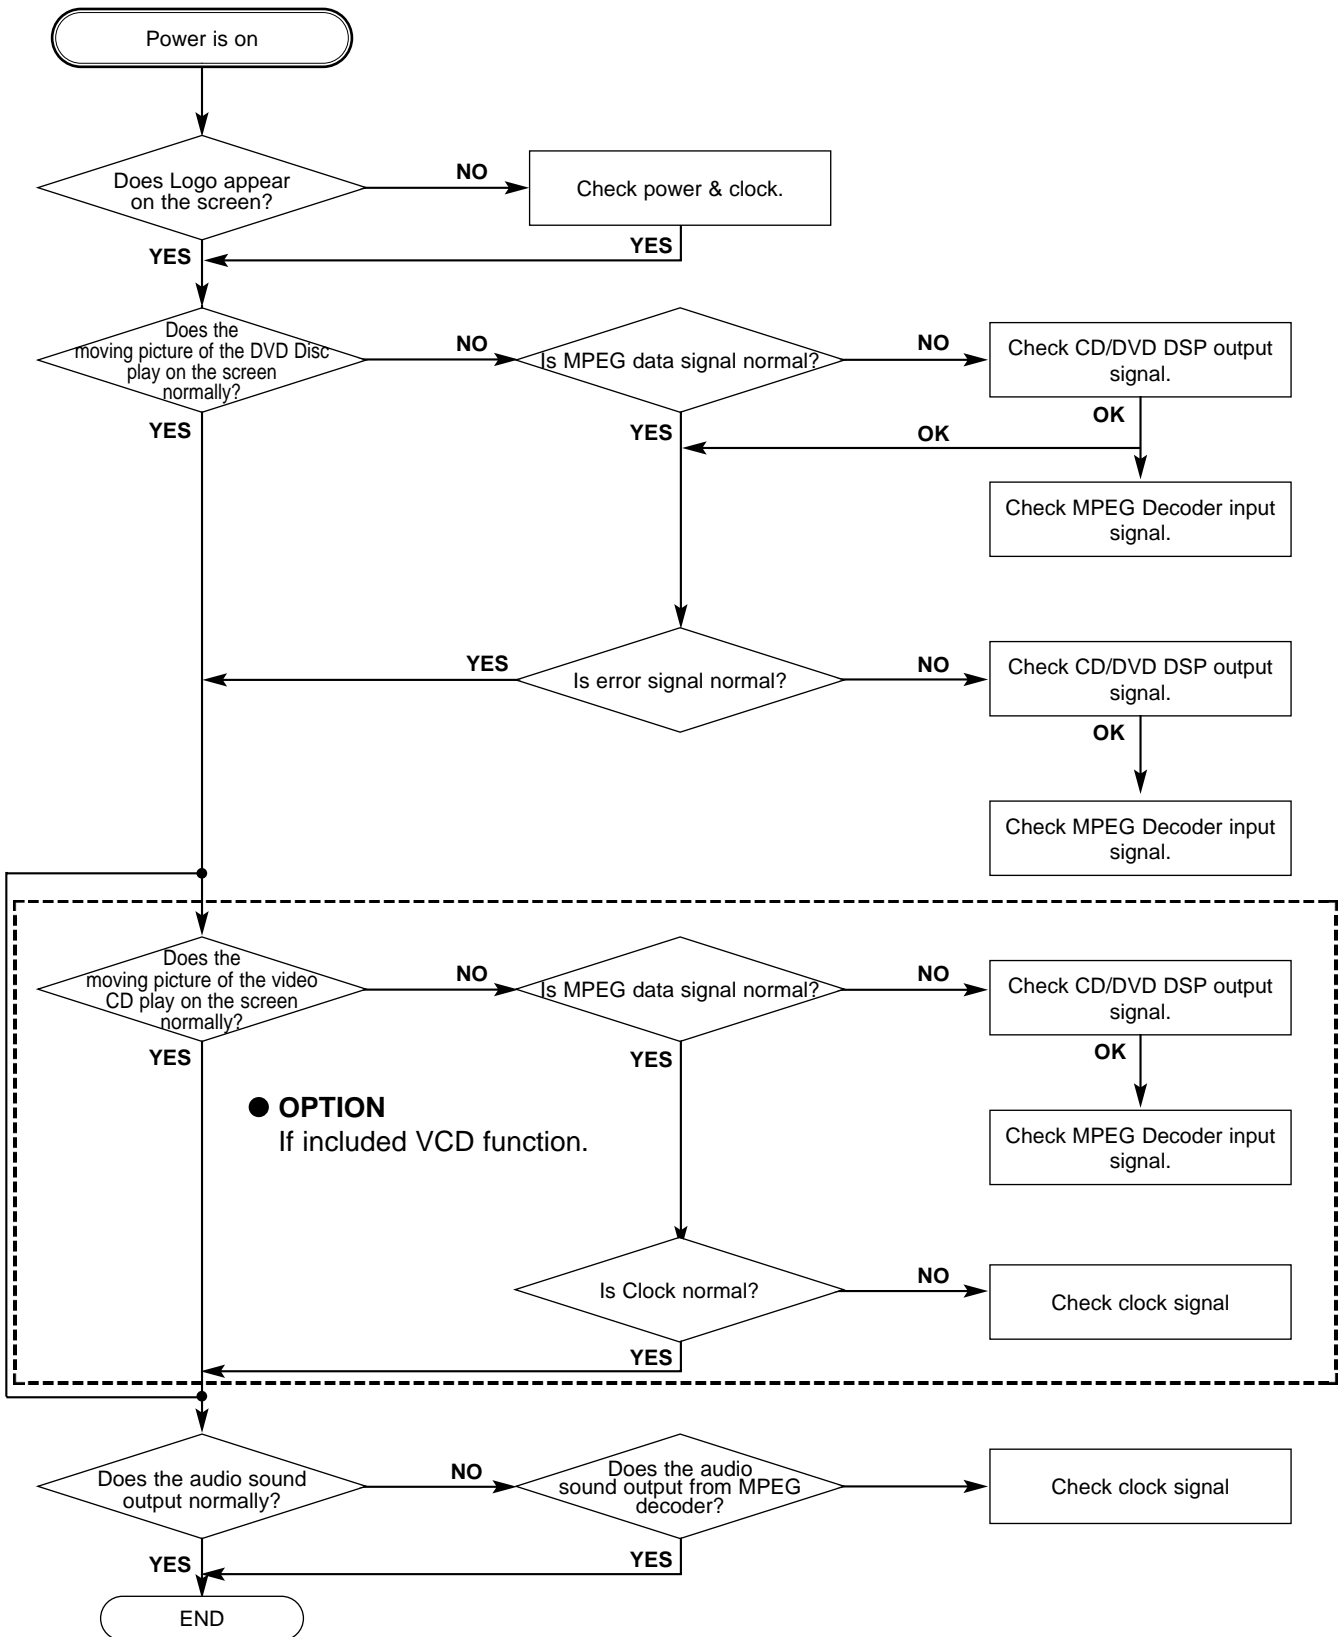 Power is on
Does Logo appear
on the screen?
NO
Check power & clock.
YES
YES
Does the
moving picture of the DVD Disc
play on the screen
normally?
NO
Is MPEG data signal normal?
NO
Check CD/DVD DSP output
signal.
YES
YES
OK
OK
Check MPEG Decoder input
signal.
YES
Is error signal normal?
NO
Check CD/DVD DSP output
signal.
OK
Check MPEG Decoder input
signal.
Does the
moving picture of the video
CD play on the screen
normally?
NO
Is MPEG data signal normal?
NO
Check CD/DVD DSP output
signal.
YES
YES
OK
● OPTION
If included VCD function.
Check MPEG Decoder input
signal.
Is Clock normal?
NO
Check clock signal
YES
Does the audio sound
output normally?
NO
Does the audio
sound output from MPEG
decoder?
Check clock signal
YES
YES
END